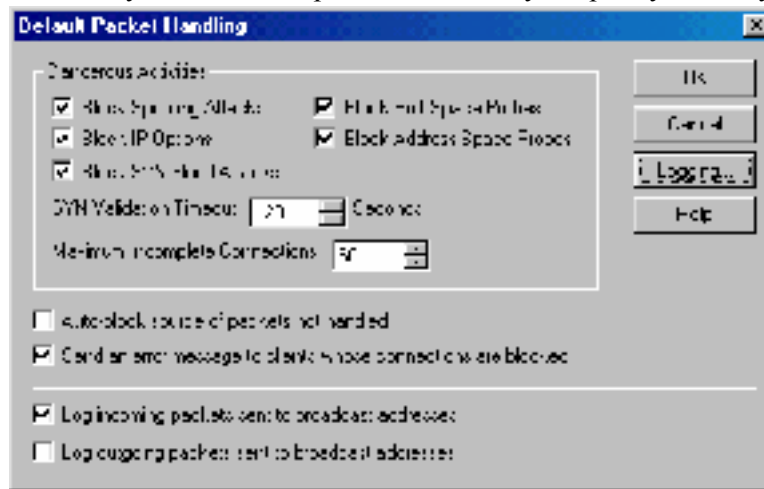 Default Packet Handling
Dangerous Activities
OK
Block Spoofing Attacks
Block Port Space Probes
Cancel
Block IP Options
Block Address Space Probes
Block SYN Flood Attacks
Logging...
SYN Validation Timeout
Seconds
Help
Maximum Incomplete Connections
Auto-block source of packets not handled
Send an error message to clients whose connections are blocked
Log incoming packets sent to broadcast addresses
Log outgoing packets sent to broadcast addresses